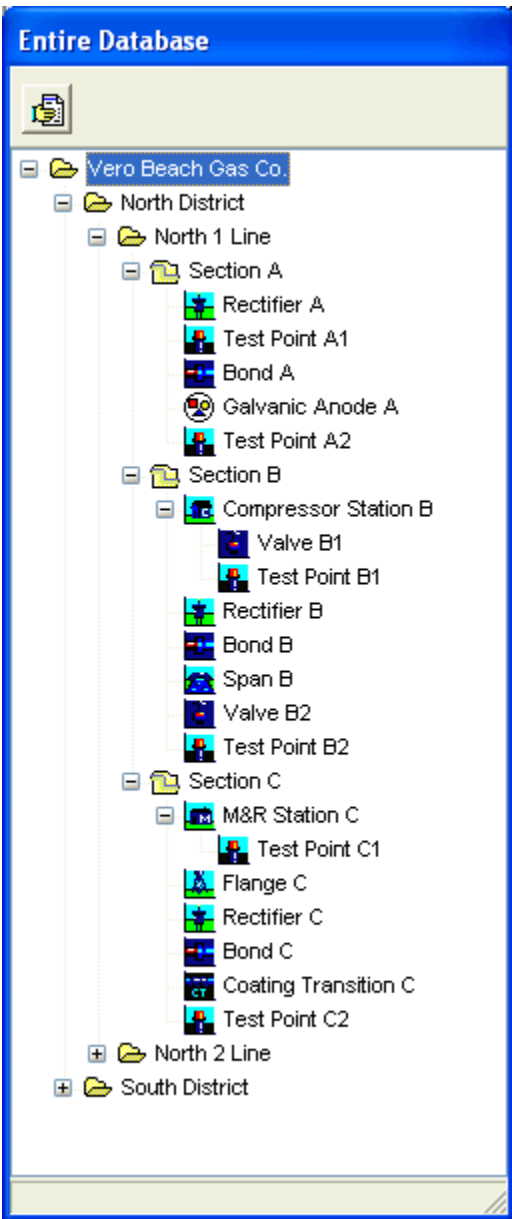 Entire Database
Vero Beach Gas Co.
North District
North 1 Line
Section A
Rectifier A
Test Point A1
Bond A
Galvanic Anode A
Test Point A2
Section B
Compressor Station B
Valve B1
Test Point B1
Rectifier B
Bond B
Span B
Valve B2
Test Point B2
Section C
M&R Station C
Test Point C1
Flange C
Rectifier C
Bond C
Coating Transition C
Test Point C2
North 2 Line
South District